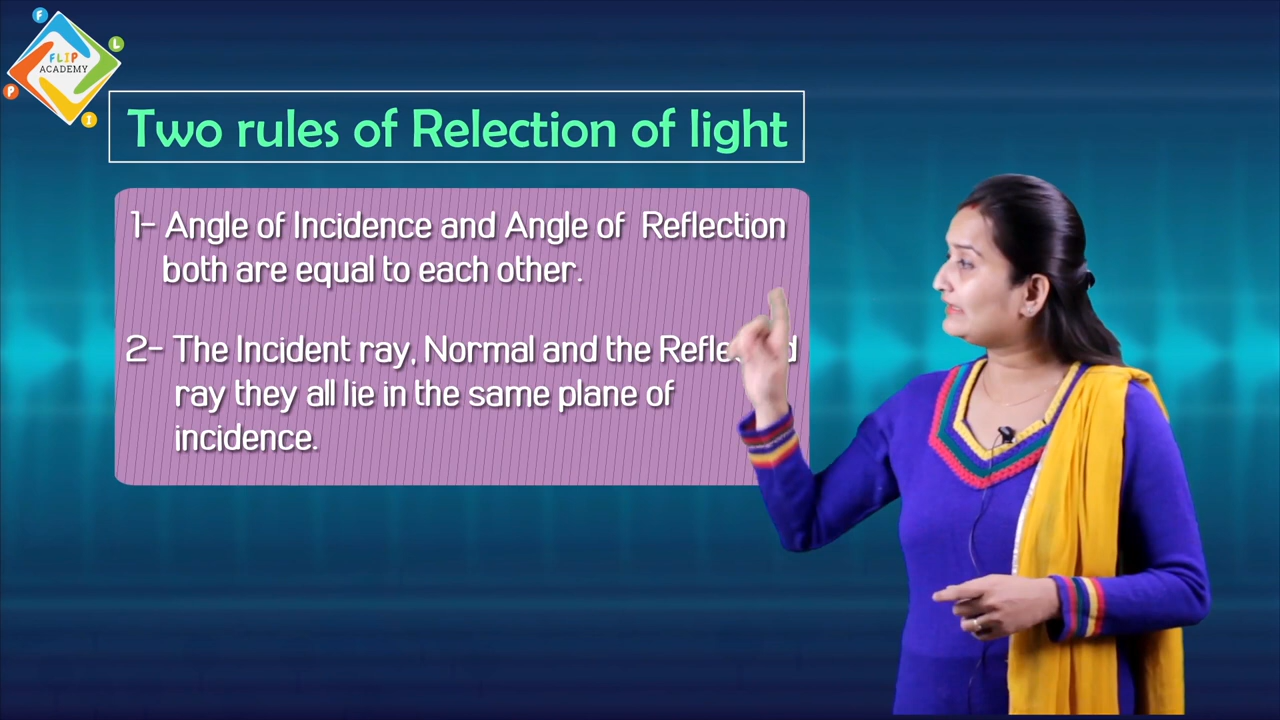 F
L
FLIP
ACADEMY
P
I
Two rules of Relection of light
1- Angle of Incidence and Angle of Reflection
both are equal to each other.
2- The Incident ray, Normal and the
ray they all lie in the same plane of
incidence.